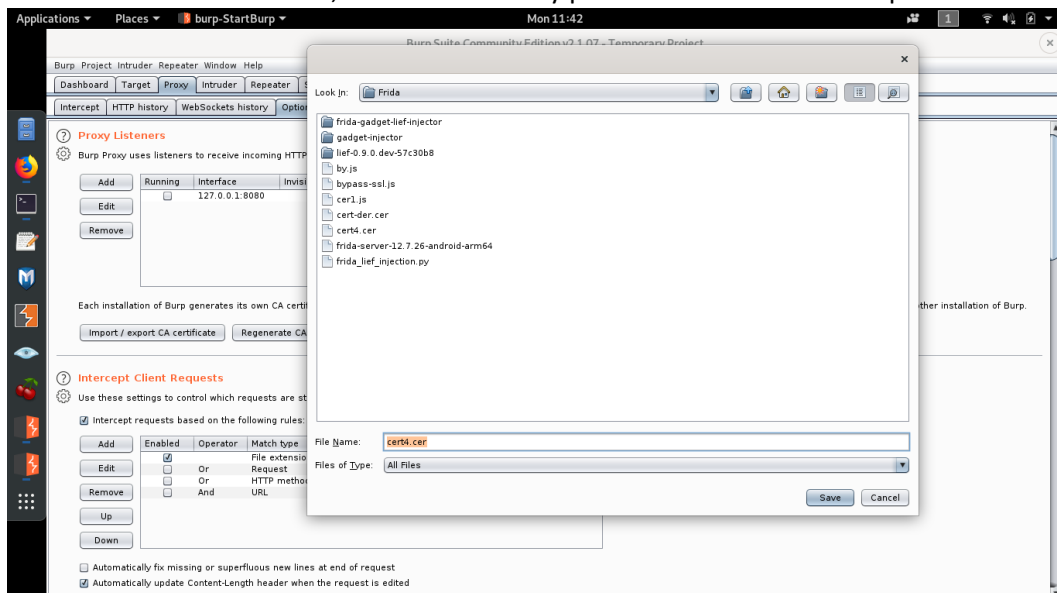 Applications ▾ Places ▾ burp-StartBurp ▾ Mon 11:42 1
Burp Suite Community Edition v2.1.07 - Temporary Project
Burp Project Intruder Repeater Window Help
Dashboard Target Proxy Intruder Repeater
Intercept HTTP history WebSockets history Optio
Proxy Listeners
Burp Proxy uses listeners to receive incoming HTTP
Add Running Interface Invisi
127.0.0.1:8080
Edit
Remove
Each installation of Burp generates its own CA certi
ther installation of Burp.
Import / export CA certificate Regenerate CA
Intercept Client Requests
Use these settings to control which requests are st
Intercept requests based on the following rules:
Add Enabled Operator Match type
File extensio
Edit Or Request
Or HTTP metho
Remove And URL
Up
Down
Automatically fix missing or superfluous new lines at end of request
Automatically update Content-Length header when the request is edited
Look In: Frida
frida-gadget-lief-injector
gadget-injector
lief-0.9.0.dev-57c30b8
by.js
bypass-ssl.js
cer1.js
cert-der.cer
cert4.cer
frida-server-12.7.26-android-arm64
frida_lief_injection.py
File Name: cert4.cer
Files of Type: All Files
Save Cancel